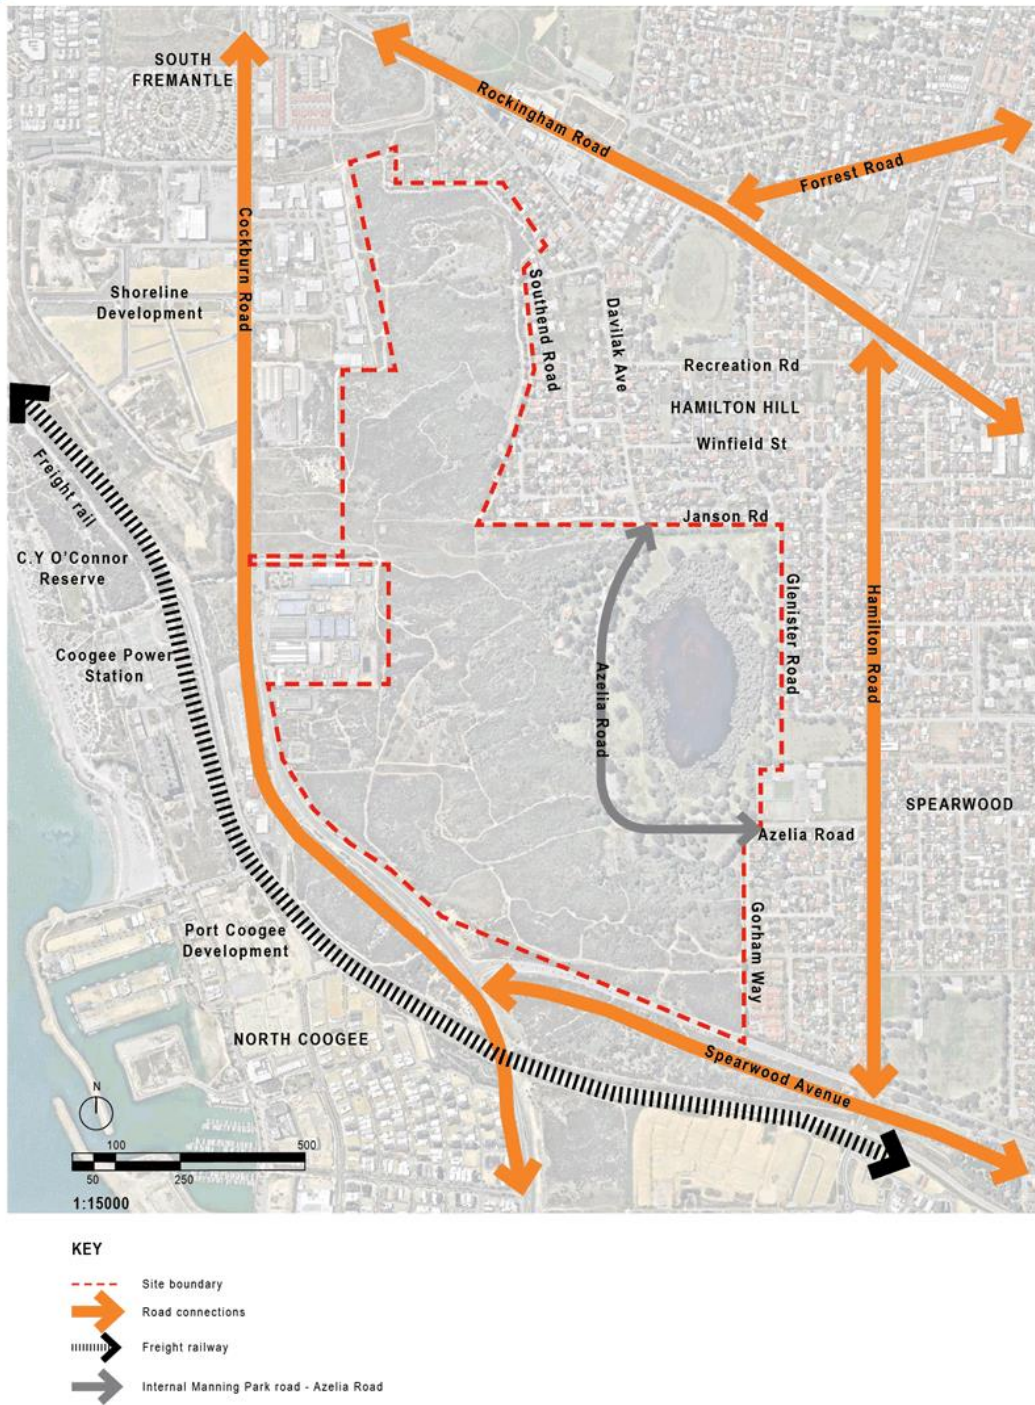 SOUTH
FREMANTLE
Rockingham Road
Forrest Road
Cockburn Road
Shoreline
Development
Southend Road
Davilak Ave
Recreation Rd
HAMILTON HILL
Winfield St
Freight rail
Janson Rd
C.Y O'Connor
Reserve
Glenister Road
Hamilton Road
Coogee Power
Station
Azelia Road
SPEARWOOD
Azelia Road
Port Coogee
Development
Gorham Way
NORTH COOGEE
Spearwood Avenue
N
100 500
50 250
1:15000
KEY
Site boundary
Road connections
Freight railway
Internal Manning Park road - Azelia Road